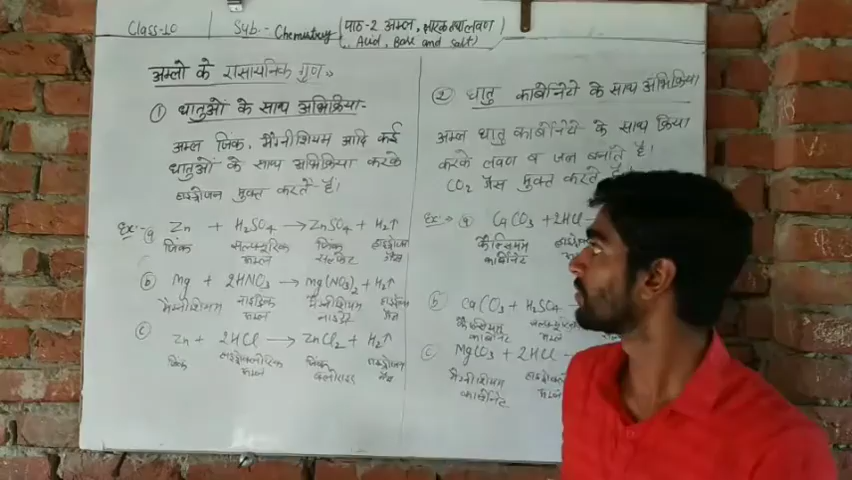 Class-10
Sub:- Chemistry
पाठ-2 अम्ल, क्षारक तथा लवण
(Acid, Base and Salt)
अम्लो के रासायनिक गुण
① धातुओं के साथ अभिक्रिया-
अम्ल जिंक, मैग्नीशियम आदि कई
धातुओं के साथ अभिक्रिया करके
हाइड्रोजन मुक्त करते है।
Ex:- ⓐ Zn + H₂SO₄ → ZnSO₄ + H₂↑
जिंक सल्फ्यूरिक जिंक हाइड्रोजन
अम्ल सल्फेट गैस
ⓑ Mg + 2HNO₃ → Mg(NO₃)₂ + H₂↑
मैग्नीशियम नाइट्रिक मैग्नीशियम हाइड्रोजन
अम्ल गैस
ⓒ Zn + 2HCl → ZnCl₂ + H₂↑
जिंक हाइड्रोक्लोरिक जिंक हाइड्रोजन
अम्ल क्लोराइड गैस
② धातु कार्बोनेटो के साथ अभिक्रिया
अम्ल धातु कार्बोनेटो के साथ क्रिया
करके लवण व जल बनाते है।
CO₂ गैस मुक्त करते है।
Ex:→ ⓐ CaCO₃ + 2HCl
कैल्सियम
कार्बोनेट
ⓑ CaCO₃ + H₂SO₄
कैल्सियम सल्फ्यूरिक
कार्बोनेट अम्ल
ⓒ MgCO₃ + 2HCl
मैग्नीशियम
कार्बोनेट अम्ल